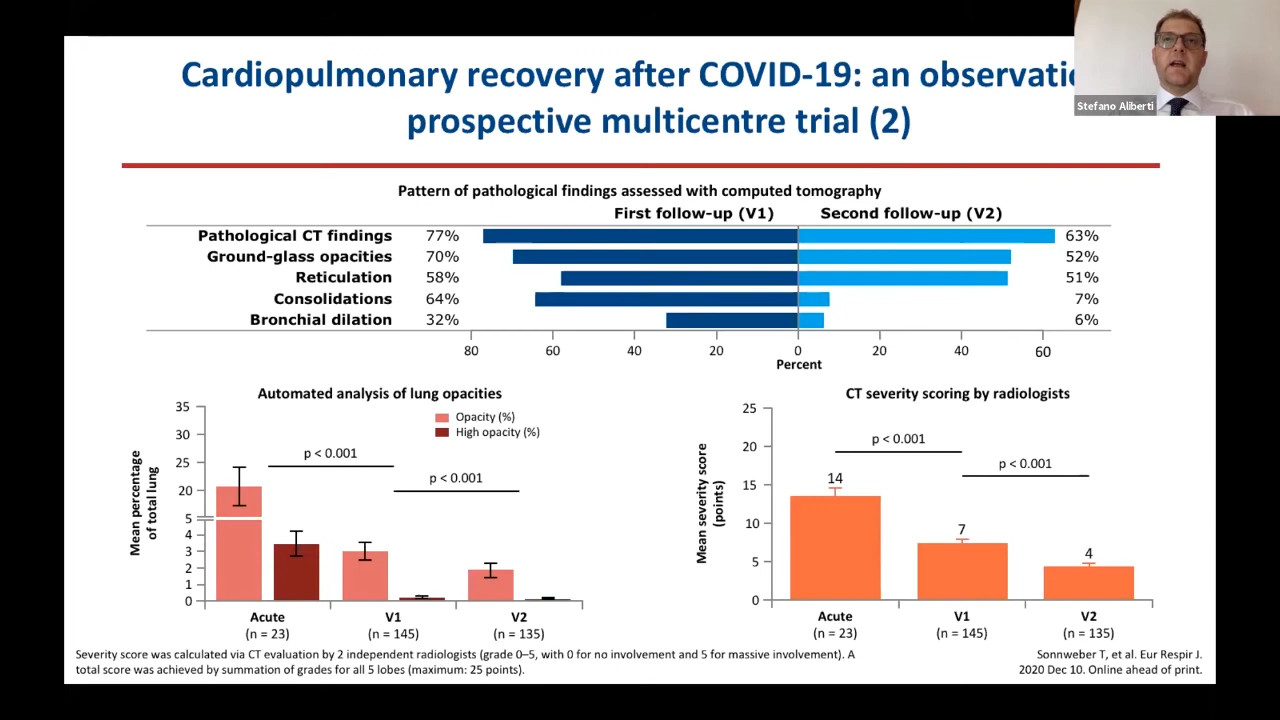 Cardiopulmonary recovery after COVID-19: an observatio
prospective multicentre trial (2)
Stefano Aliberti
Pattern of pathological findings assessed with computed tomography
First follow-up (V1) Second follow-up (V2)
Pathological CT findings 77% 63%
Ground-glass opacities 70% 52%
Reticulation 58% 51%
Consolidations 64% 7%
Bronchial dilation 32% 6%
80 60 40 20 0 20 40 60
Percent
Automated analysis of lung opacities
Mean percentage
of total lung
35
30
25
20
5
4
3
2
1
0
Opacity (%)
High opacity (%)
p < 0.001
p < 0.001
Acute V1 V2
(n = 23) (n = 145) (n = 135)
CT severity scoring by radiologists
Mean severity score
(points)
25
20
15
10
5
0
p < 0.001
p < 0.001
14
7
4
Acute V1 V2
(n = 23) (n = 145) (n = 135)
Severity score was calculated via CT evaluation by 2 independent radiologists (grade 0–5, with 0 for no involvement and 5 for massive involvement). A
total score was achieved by summation of grades for all 5 lobes (maximum: 25 points).
Sonnweber T, et al. Eur Respir J.
2020 Dec 10. Online ahead of print.